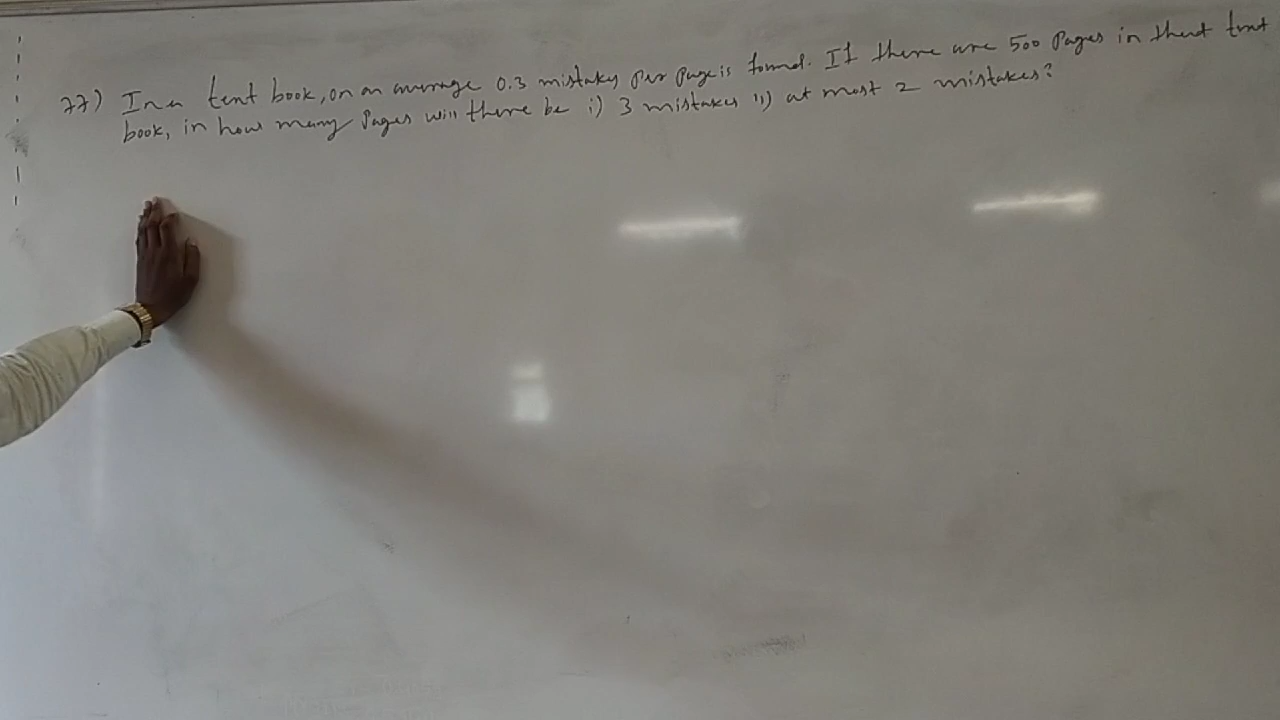 77) In a text book, on an average 0.3 mistakes per page is found. If there are 500 pages in that text
book, in how many pages will there be i) 3 mistakes ii) at most 2 mistakes?